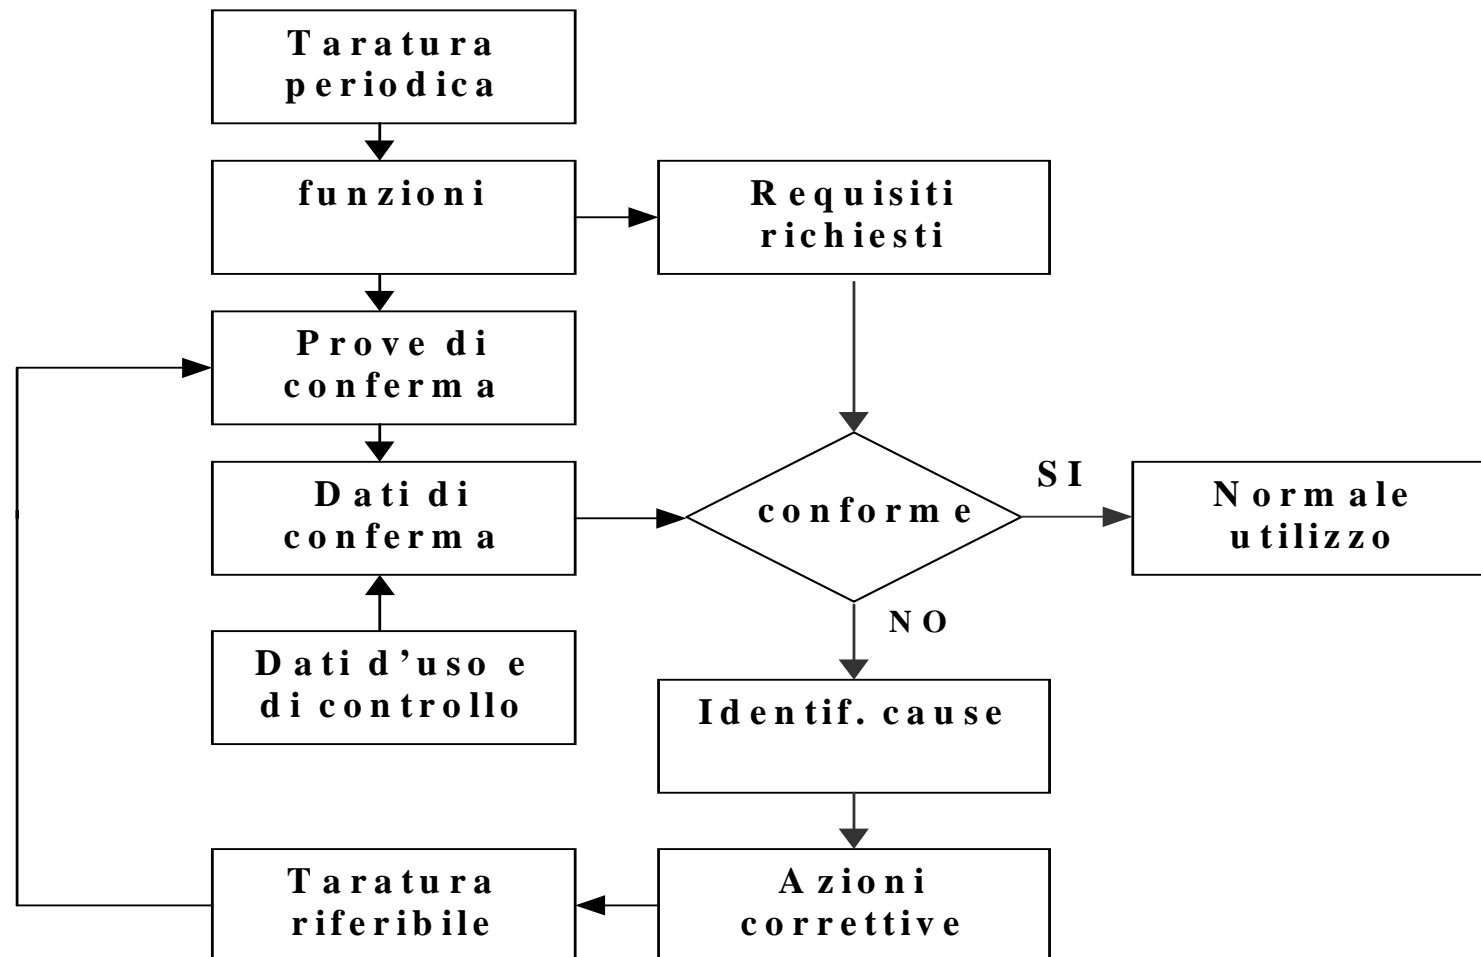 Taratura
periodica
funzioni
Requisiti
richiesti
Prove di
conferma
Dati di
conferma
conforme
SI
Normale
utilizzo
NO
Dati d’uso e
di controllo
Identif. cause
Taratura
riferibile
Azioni
correttive